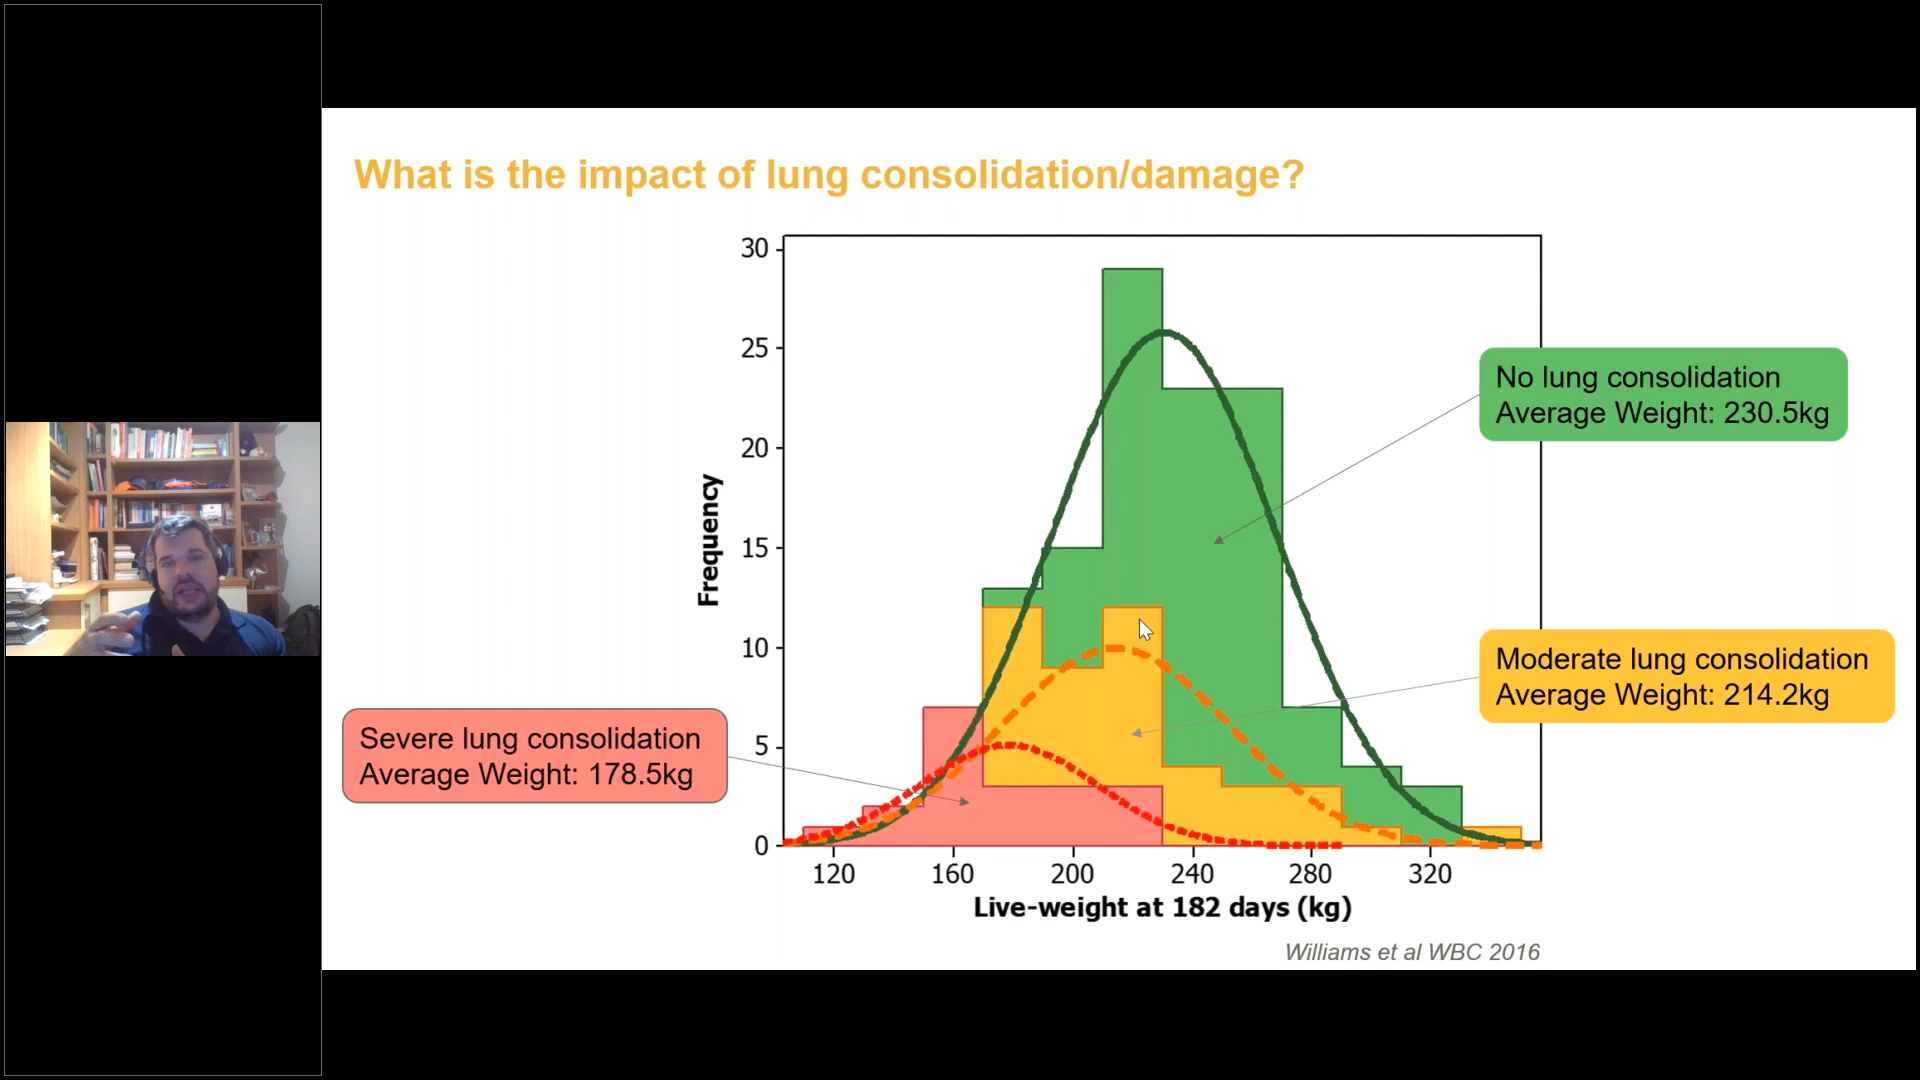 What is the impact of lung consolidation/damage?
30
25
20
15
10
5
0
Frequency
120 160 200 240 280 320
Live-weight at 182 days (kg)
No lung consolidation
Average Weight: 230.5kg
Moderate lung consolidation
Average Weight: 214.2kg
Severe lung consolidation
Average Weight: 178.5kg
Williams et al WBC 2016